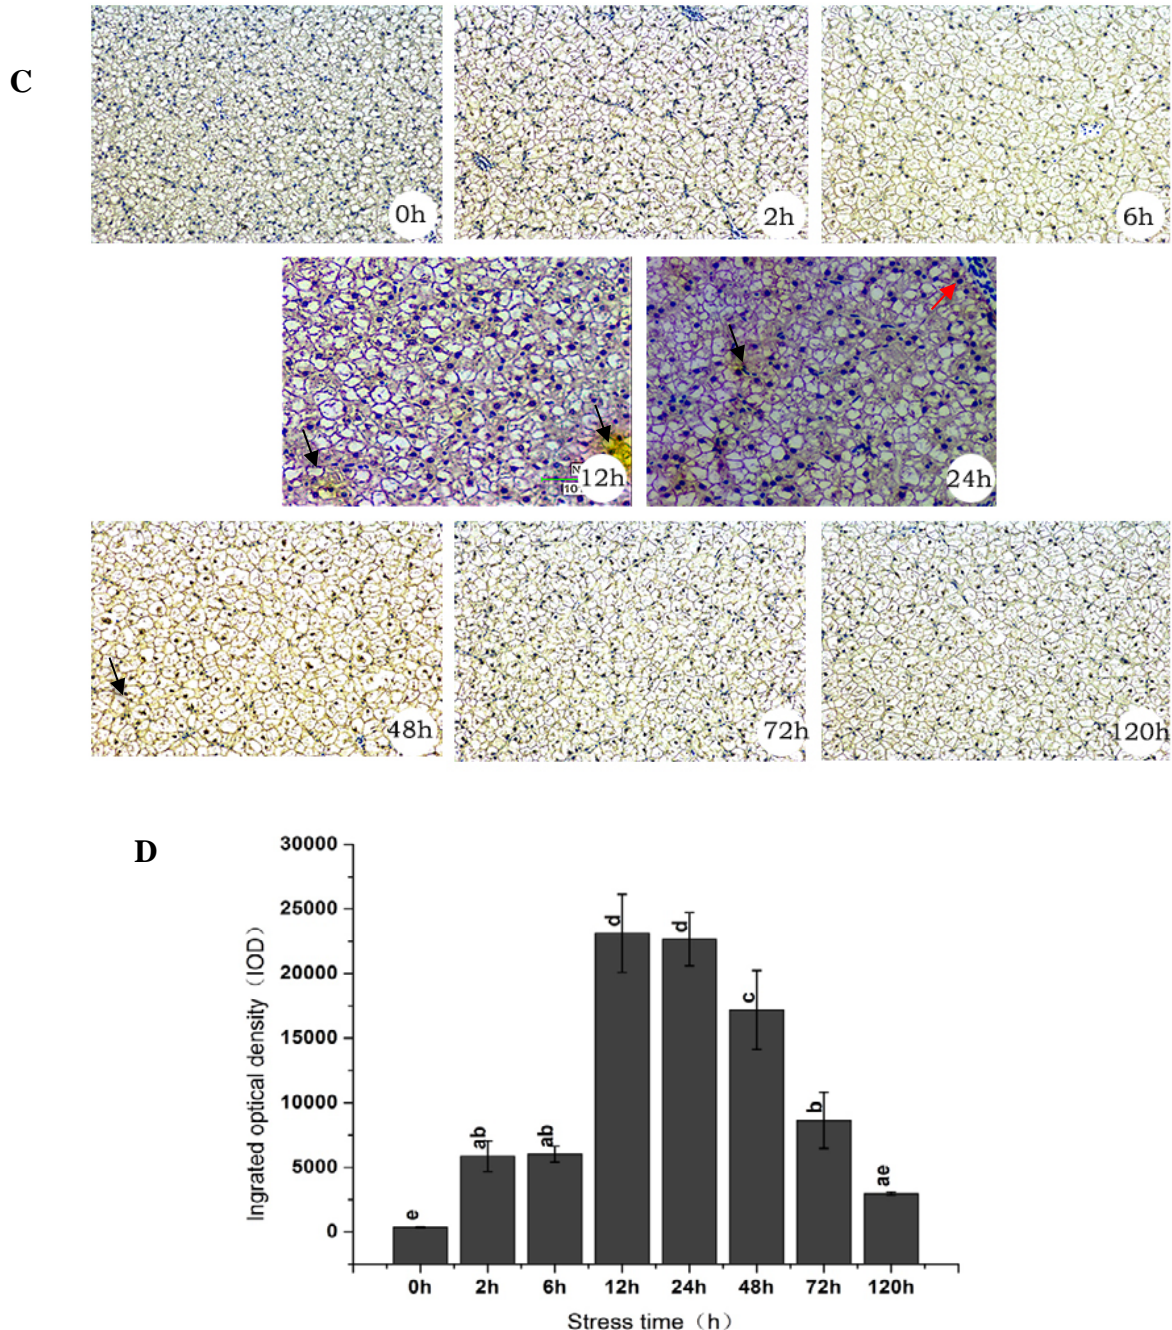 C
0h
2h
6h
N
10
12h
24h
48h
72h
120h
D
30000
25000
20000
15000
10000
5000
0
Ingrated optical density (IOD)
e
ab
ab
d
d
c
b
ae
0h 2h 6h 12h 24h 48h 72h 120h
Stress time (h)